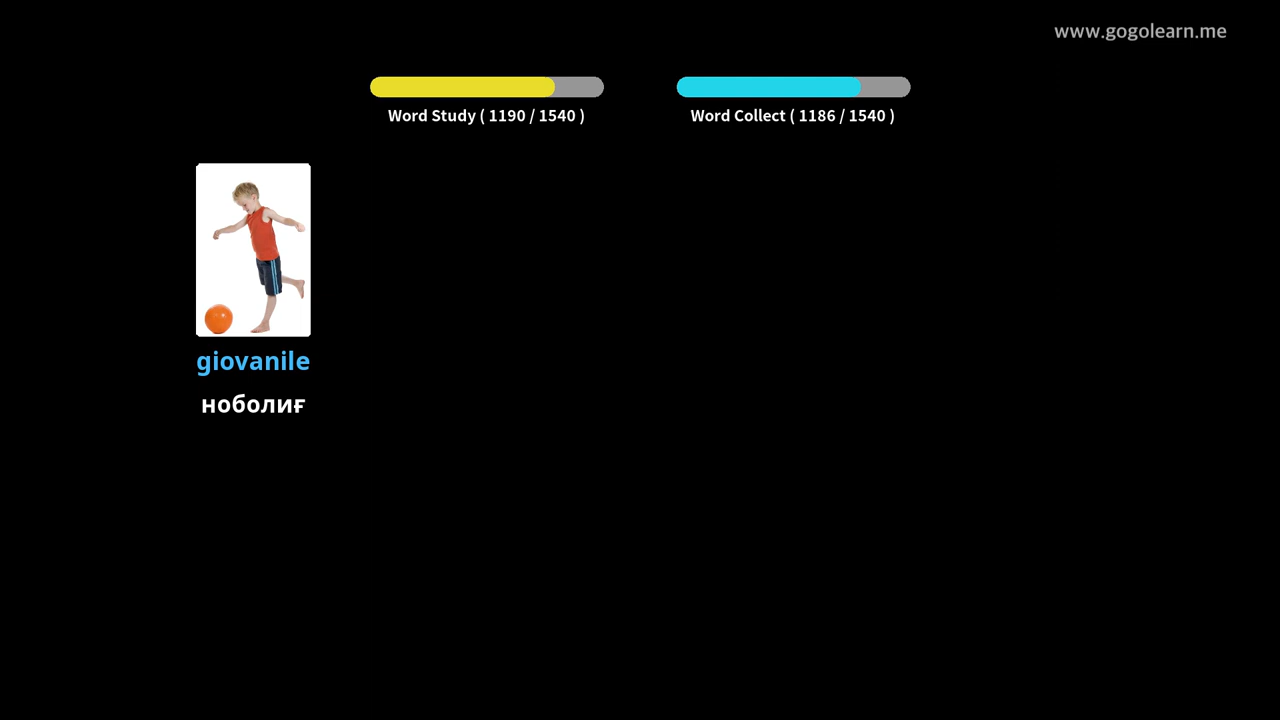 www.gogolearn.me
Word Study ( 1190 / 1540 )
Word Collect ( 1186 / 1540 )
giovanile
ноболиғ